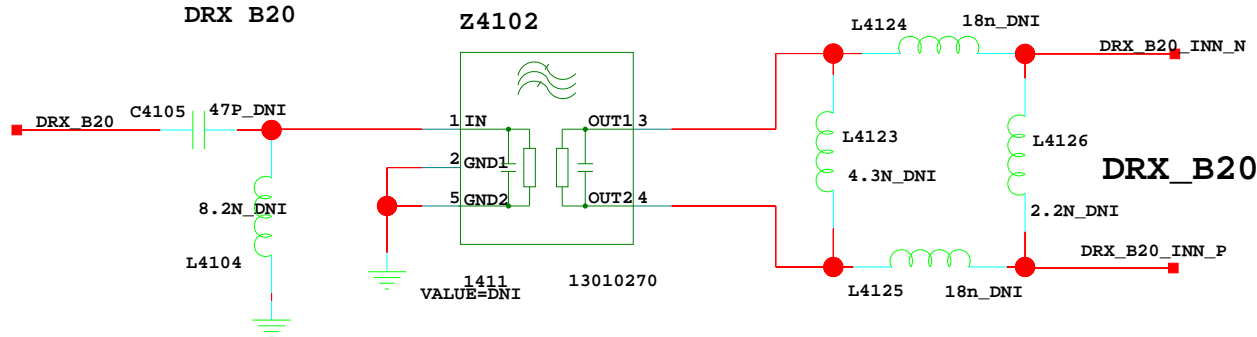 DRX B20
Z4102
L4124
18n_DNI
DRX_B20_INN_N
DRX_B20
C4105
47P_DNI
1 IN
OUT1 3
L4123
L4126
2 GND1
4.3N_DNI
DRX_B20
5 GND2
OUT2 4
8.2N_DNI
2.2N_DNI
L4104
DRX_B20_INN_P
1411
13010270
VALUE=DNI
L4125
18n_DNI